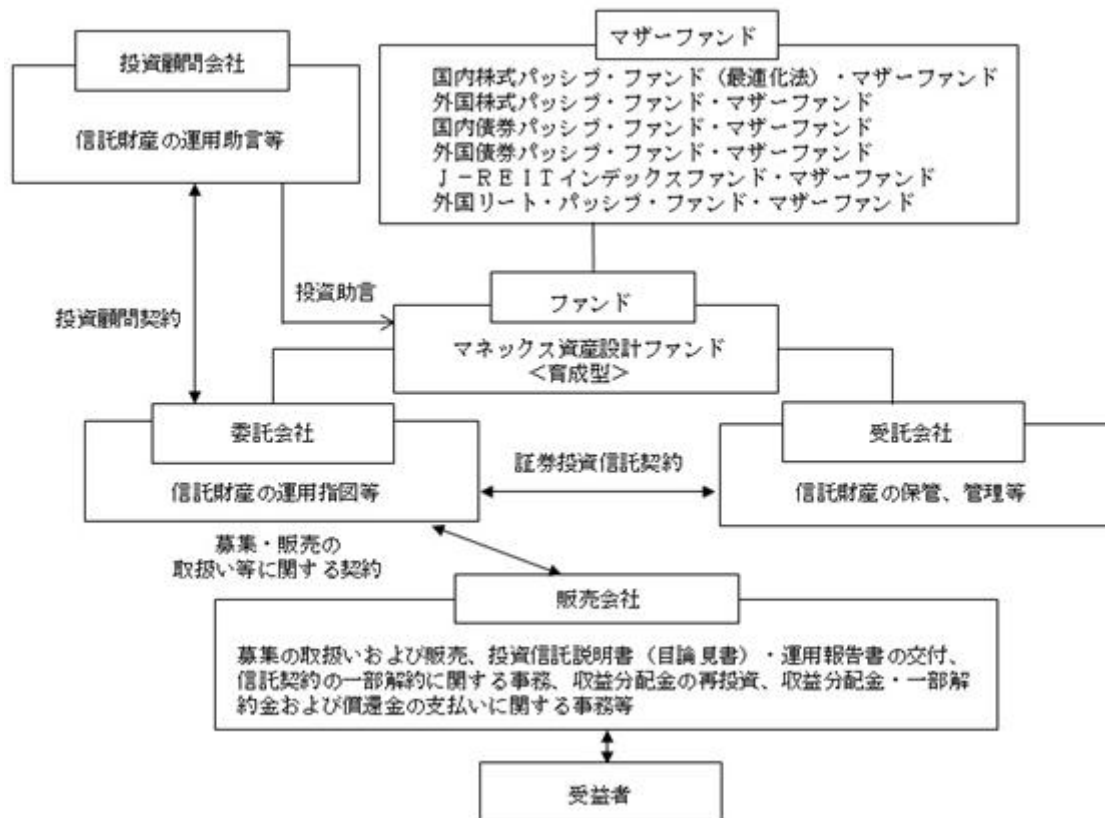 マザーファンド
投資顧問会社
国内株式パッシブ・ファンド（最適化法）・マザーファンド
外国株式パッシブ・ファンド・マザーファンド
国内債券パッシブ・ファンド・マザーファンド
外国債券パッシブ・ファンド・マザーファンド
Ｊ－ＲＥＩＴインデックスファンド・マザーファンド
外国リート・パッシブ・ファンド・マザーファンド
信託財産の運用助言等
投資助言
投資顧問契約
ファンド
マネックス資産設計ファンド
＜育成型＞
委託会社
信託財産の運用指図等
証券投資信託契約
受託会社
信託財産の保管、管理等
募集・販売の
取扱い等に関する契約
販売会社
募集の取扱いおよび販売、投資信託説明書（目論見書）・運用報告書の交付、
信託契約の一部解約に関する事務、収益分配金の再投資、収益分配金・一部解
約金および償還金の支払いに関する事務等
受益者